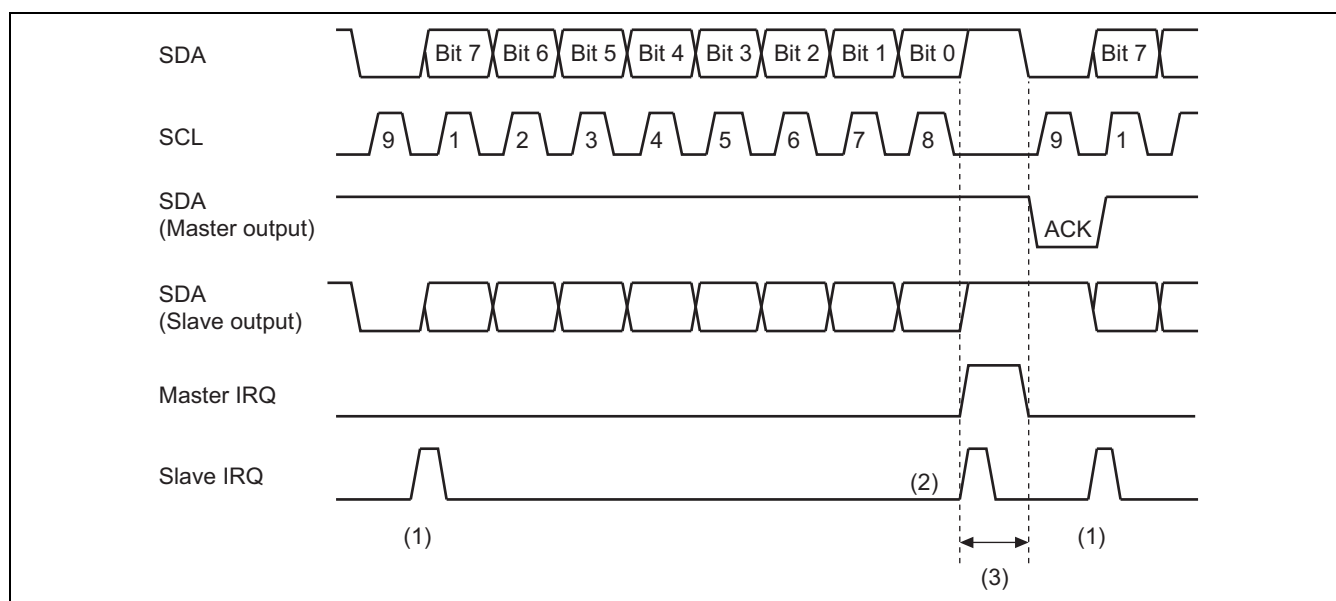 SDA
Bit 7 Bit 6 Bit 5 Bit 4 Bit 3 Bit 2 Bit 1 Bit 0 Bit 7
SCL
9 1 2 3 4 5 6 7 8 9 1
SDA
(Master output)
ACK
SDA
(Slave output)
Master IRQ
Slave IRQ
(2)
(1) (1)
(3)